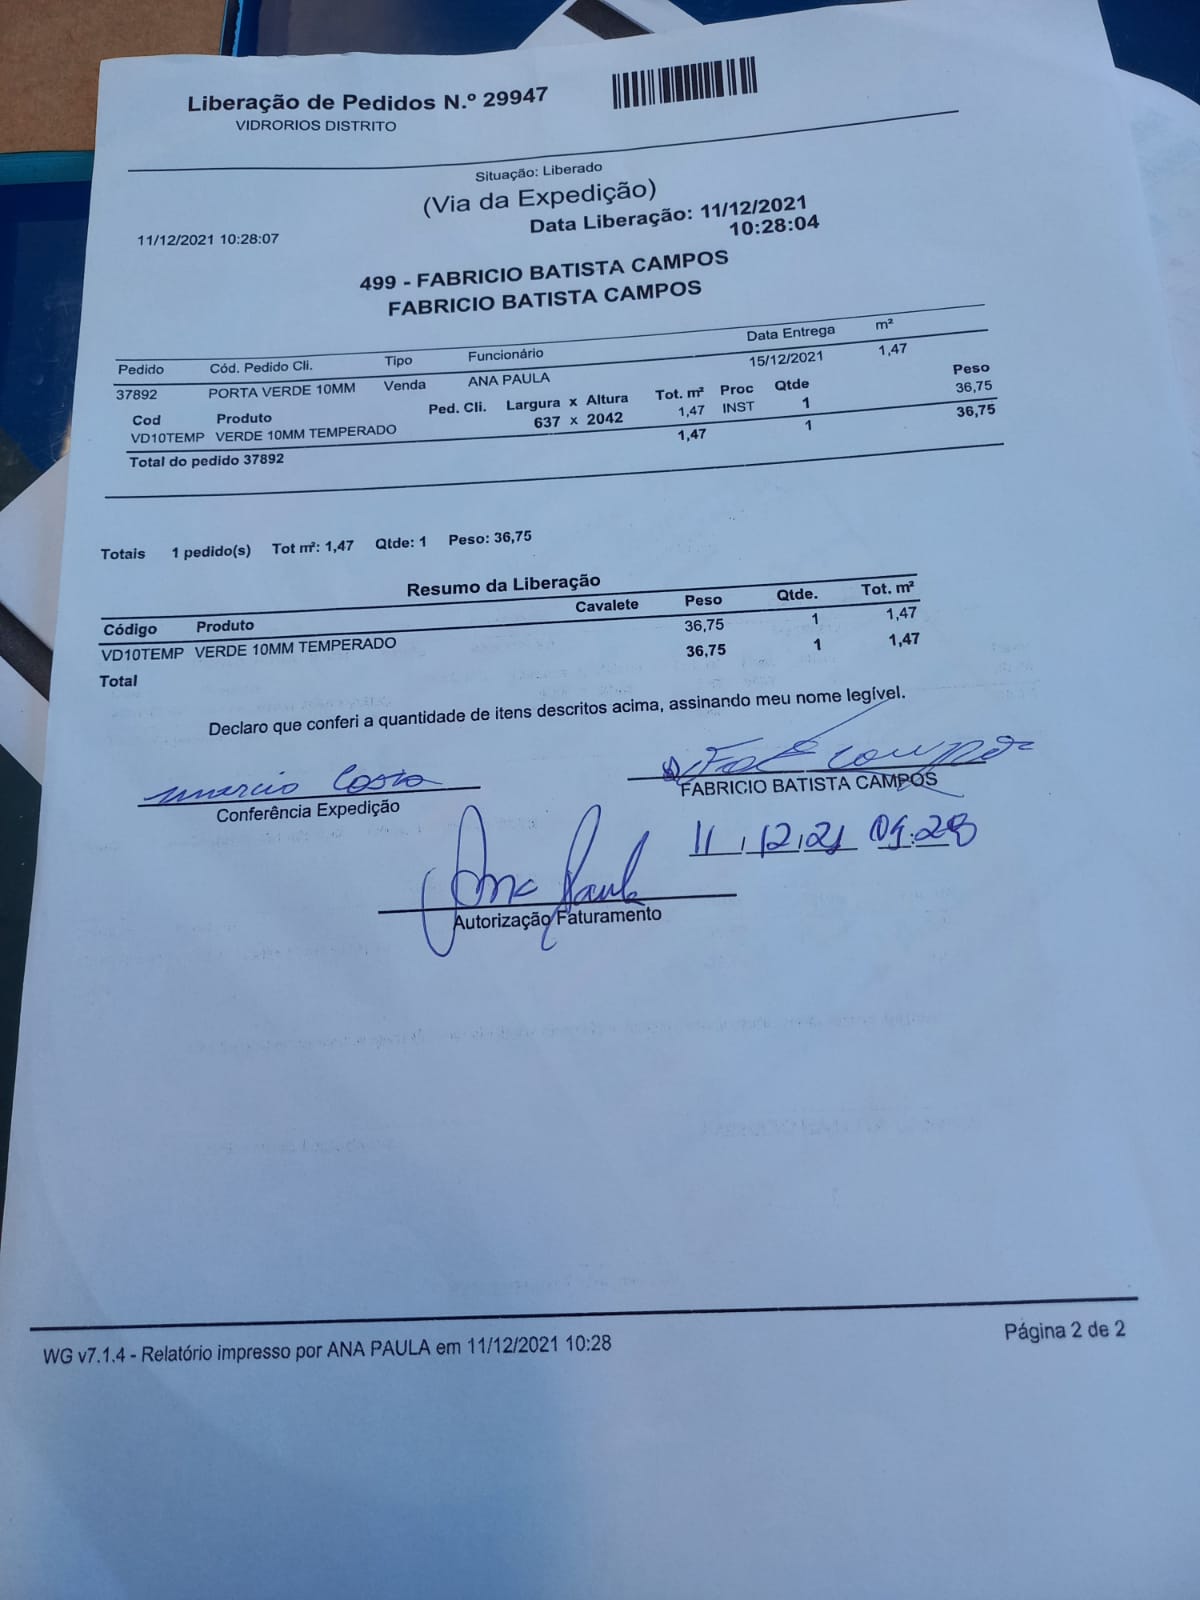 Liberação de Pedidos N.º 29947
VIDRORIOS DISTRITO
Situação: Liberado
(Via da Expedição)
11/12/2021 10:28:07
Data Liberação: 11/12/2021
10:28:04
499 - FABRICIO BATISTA CAMPOS
FABRICIO BATISTA CAMPOS
Pedido Cód. Pedido Cli. Tipo Funcionário Data Entrega m²
37892 PORTA VERDE 10MM Venda ANA PAULA 15/12/2021 1,47
Cod Produto Ped. Cli. Largura x Altura Tot. m² Proc Qtde Peso
VD10TEMP VERDE 10MM TEMPERADO 637 x 2042 1,47 INST 1 36,75
Total do pedido 37892 1,47 1 36,75
Totais 1 pedido(s) Tot m²: 1,47 Qtde: 1 Peso: 36,75
Resumo da Liberação
Código Produto Cavalete Peso Qtde. Tot. m²
VD10TEMP VERDE 10MM TEMPERADO 36,75 1 1,47
Total 36,75 1 1,47
Declaro que conferi a quantidade de itens descritos acima, assinando meu nome legível.
marcio Costa
Conferência Expedição
FABRICIO BATISTA CAMPOS
11/12/21 09:28
Ana Paula
Autorização Faturamento
WG v7.1.4 - Relatório impresso por ANA PAULA em 11/12/2021 10:28
Página 2 de 2